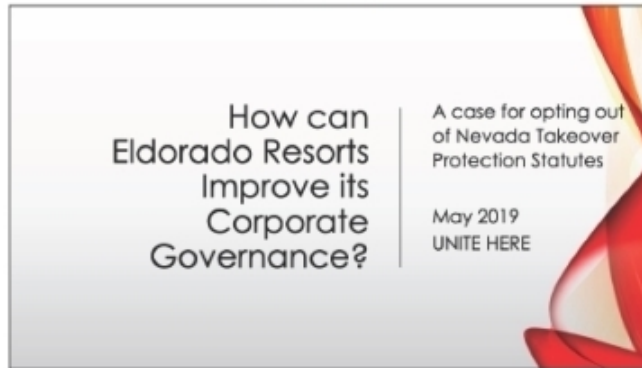 How can
Eldorado Resorts
Improve its
Corporate
Governance?
A case for opting out
of Nevada Takeover
Protection Statutes
May 2019
UNITE HERE